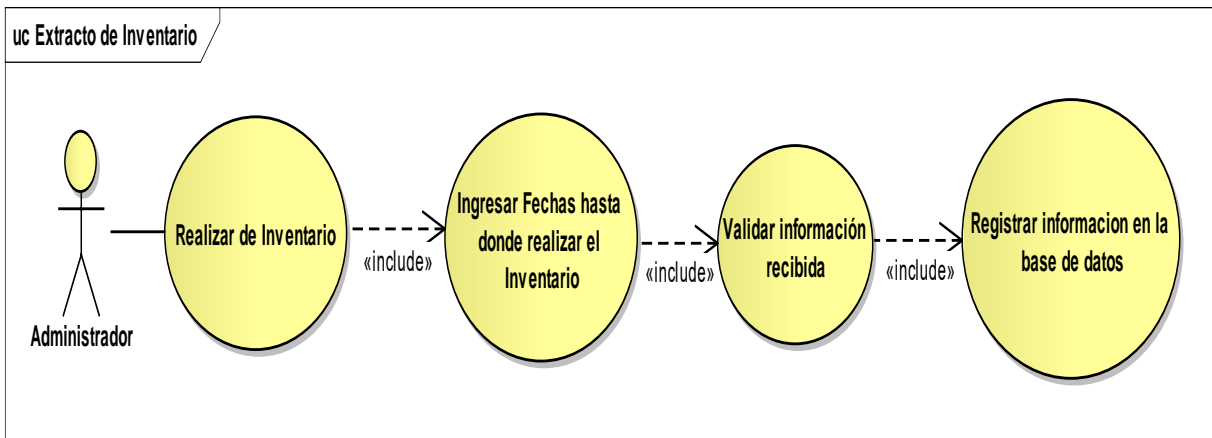 uc Extracto de Inventario
Administrador
Realizar de Inventario
«include»
Ingresar Fechas hasta
donde realizar el
Inventario
«include»
Validar información
recibida
«include»
Registrar informacion en la
base de datos